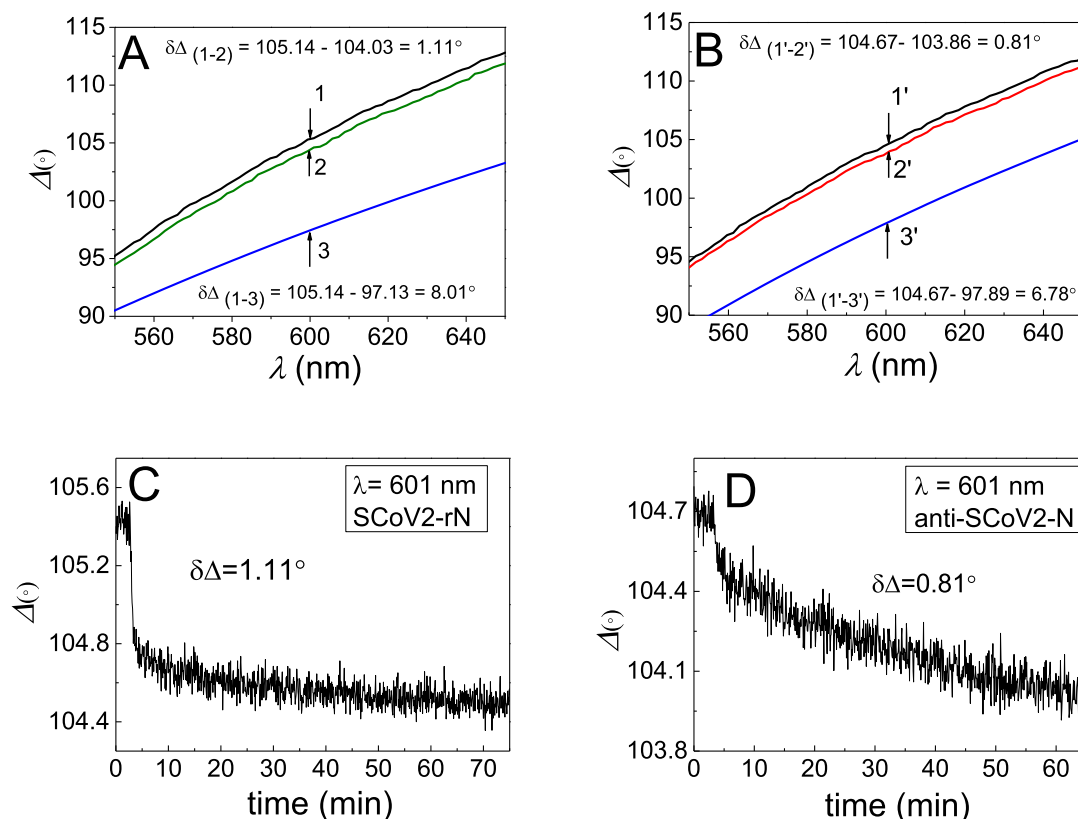 A
δΔ (1-2) = 105.14 - 104.03 = 1.11°
115
110
105
100
95
90
Δ(°)
1
2
3
δΔ (1-3) = 105.14 - 97.13 = 8.01°
560 580 600 620 640
λ (nm)
B
δΔ (1'-2') = 104.67- 103.86 = 0.81°
115
110
105
100
95
90
Δ(°)
1'
2'
3'
δΔ (1'-3') = 104.67- 97.89 = 6.78°
560 580 600 620 640
λ (nm)
C
λ= 601 nm
SCoV2-rN
105.6
105.2
104.8
104.4
Δ(°)
δΔ=1.11°
0 10 20 30 40 50 60 70
time (min)
D
λ = 601 nm
anti-SCoV2-N
104.7
104.4
104.1
103.8
Δ(°)
δΔ=0.81°
0 10 20 30 40 50 60
time (min)